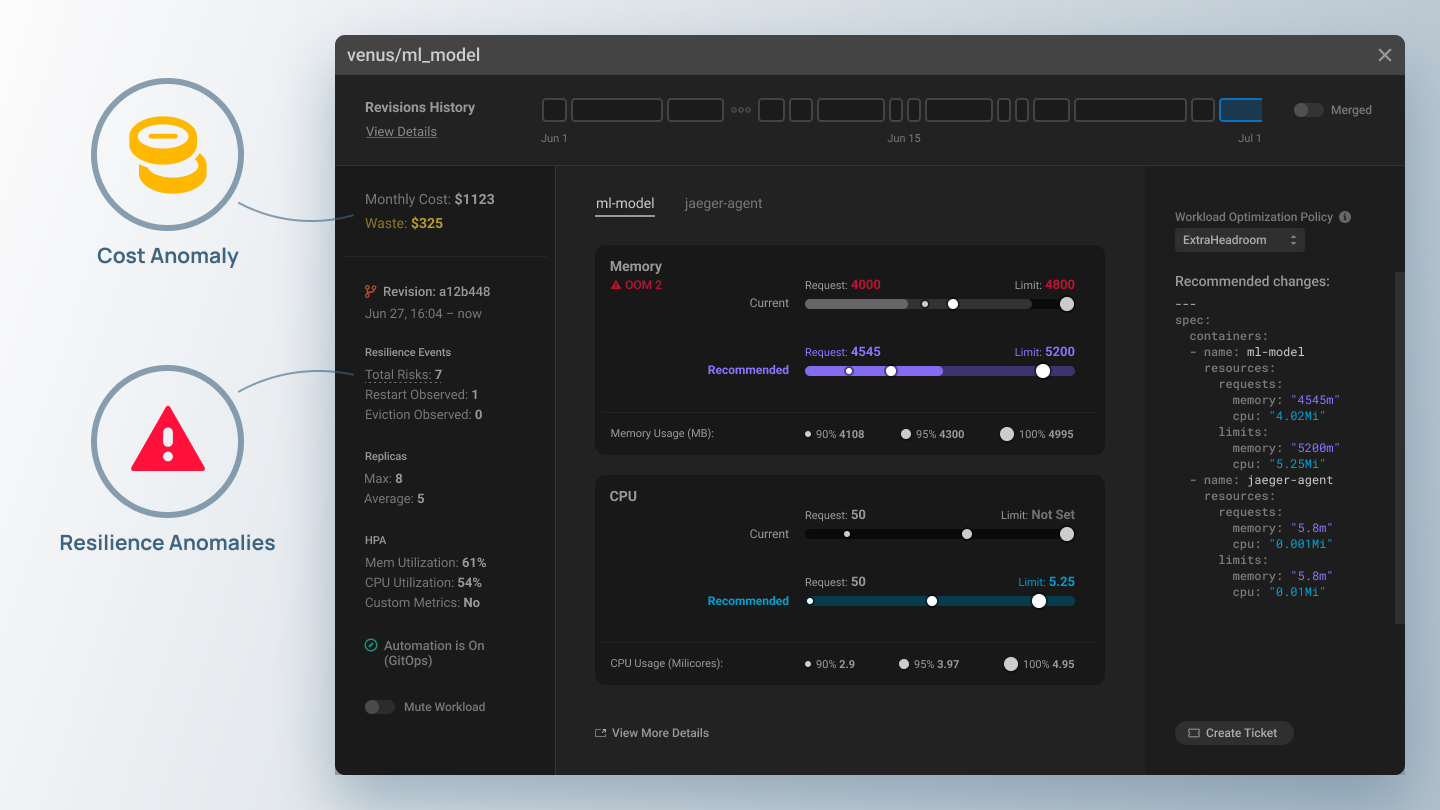 venus/ml_model
Revisions History
View Details
Jun 1
Jun 15
Jul 1
Merged
Cost Anomaly
Resilience Anomalies
Monthly Cost: $1123
Waste: $325
Revision: a12b448
Jun 27, 16:04 – now
Resilience Events
Total Risks: 7
Restart Observed: 1
Eviction Observed: 0
Replicas
Max: 8
Average: 5
HPA
Mem Utilization: 61%
CPU Utilization: 54%
Custom Metrics: No
Automation is On
(GitOps)
Mute Workload
ml-model
jaeger-agent
Memory
OOM 2
Request: 4000
Limit: 4800
Current
Request: 4545
Limit: 5200
Recommended
Memory Usage (MB):
90% 4108
95% 4300
100% 4995
CPU
Request: 50
Limit: Not Set
Current
Request: 50
Limit: 5.25
Recommended
CPU Usage (Milicores):
90% 2.9
95% 3.97
100% 4.95
View More Details
Workload Optimization Policy
ExtraHeadroom
Recommended changes:
---
spec:
containers:
- name: ml-model
resources:
requests:
memory: "4545m"
cpu: "4.02Mi"
limits:
memory: "5200m"
cpu: "5.25Mi"
- name: jaeger-agent
resources:
requests:
memory: "5.8m"
cpu: "0.001Mi"
limits:
memory: "5.8m"
cpu: "0.01Mi"
Create Ticket